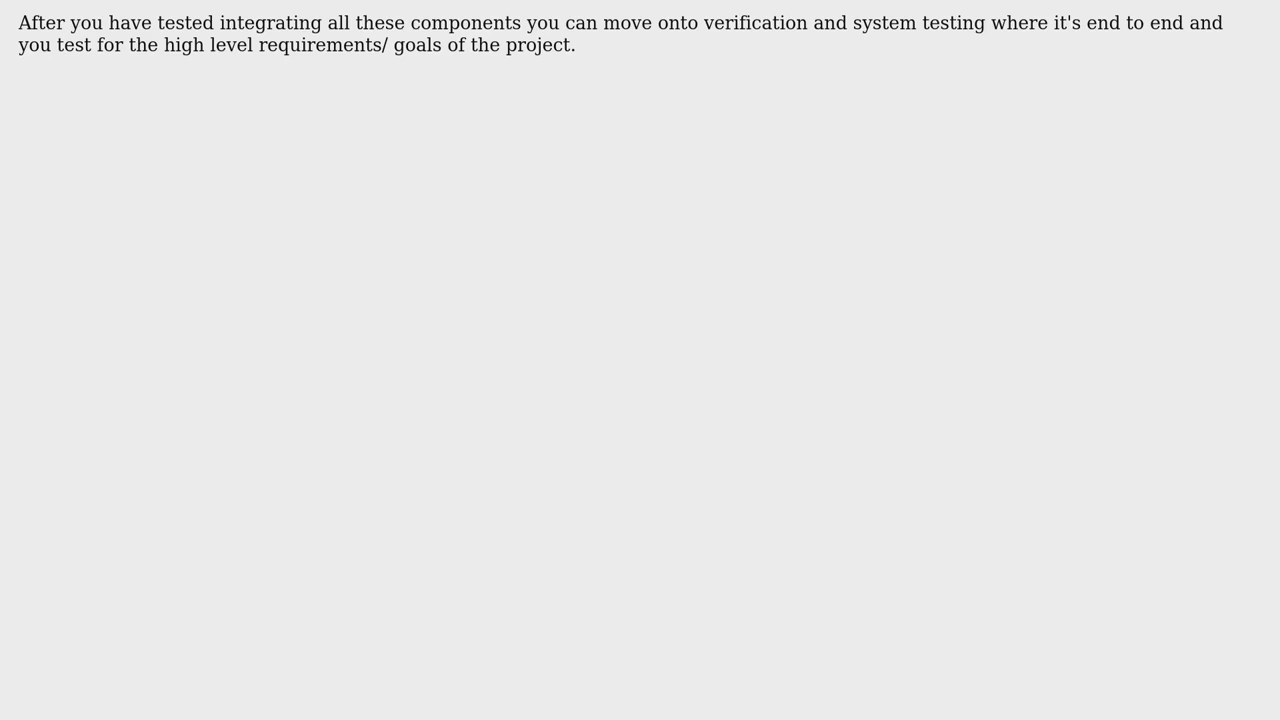 After you have tested integrating all these components you can move onto verification and system testing where it's end to end and
you test for the high level requirements/ goals of the project.